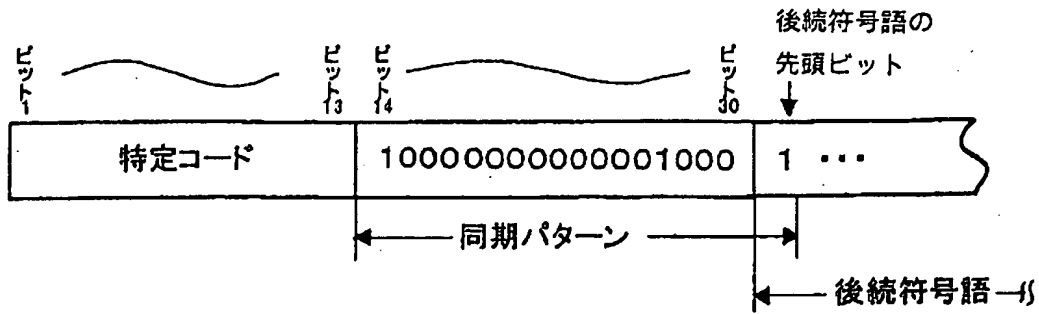 後続符号語の
先頭ビット
ビット1 ビット13 ビット14 ビット30
特定コード 10000000000001000 1 ・・・
同期パターン
後続符号語